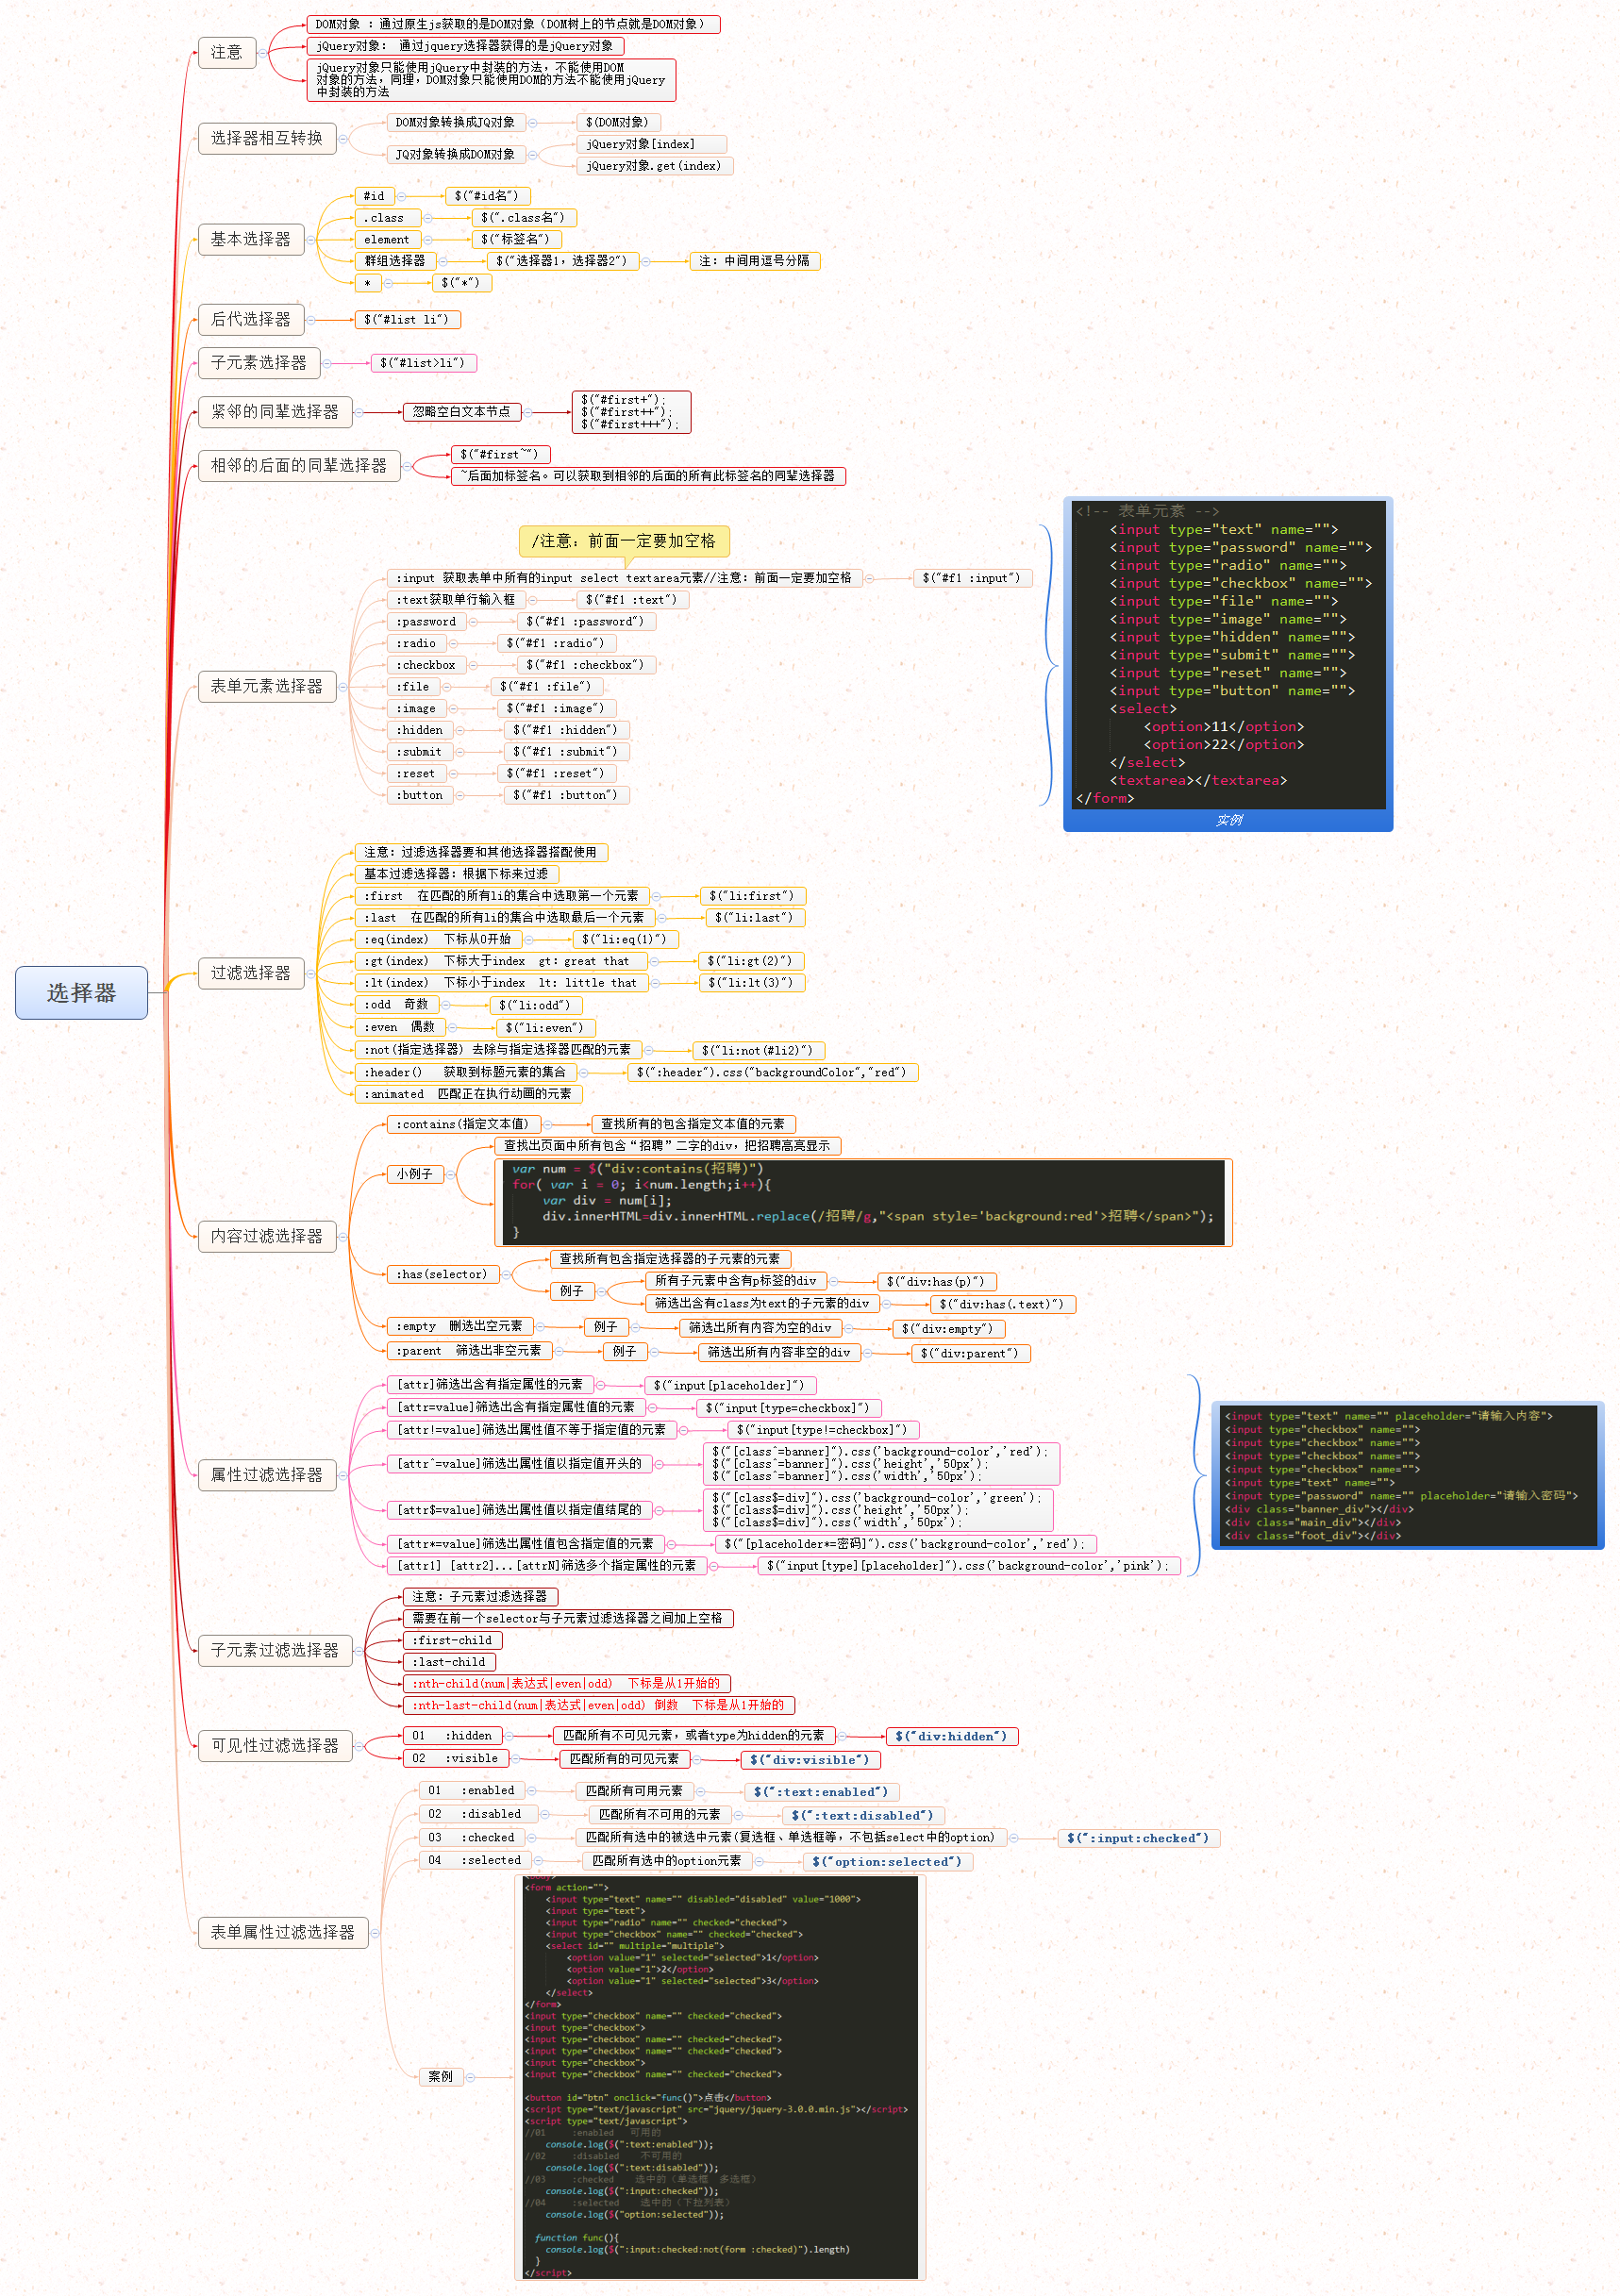 选择器
注意
DOM对象 : 通过原生js获取的是DOM对象（DOM树上的节点就是DOM对象）
jQuery对象: 通过jquery选择器获得的是jQuery对象
jQuery对象只能使用jQuery中封装的方法，不能使用DOM
对象的方法，同理，DOM对象只能使用DOM的方法不能使用jQuery
中封装的方法
选择器相互转换
DOM对象转换成JQ对象
$(DOM对象)
JQ对象转换成DOM对象
jQuery对象[index]
jQuery对象.get(index)
基本选择器
#id
$("#id名")
.class
$(".class名")
element
$("标签名")
群组选择器
$("选择器1，选择器2")
注：中间用逗号分隔
*
$("*")
后代选择器
$("#list li")
子元素选择器
$("#list>li")
紧邻的同辈选择器
忽略空白文本节点
$("#first+");
$("#first++");
$("#first+++");
相邻的后面的同辈选择器
$("#first~")
~后面加标签名。可以获取到相邻的后面的所有此标签名的同辈选择器
表单元素选择器
/注意：前面一定要加空格
:input 获取表单中所有的input select textarea元素//注意：前面一定要加空格
$("#f1 :input")
:text获取单行输入框
$("#f1 :text")
:password
$("#f1 :password")
:radio
$("#f1 :radio")
:checkbox
$("#f1 :checkbox")
:file
$("#f1 :file")
:image
$("#f1 :image")
:hidden
$("#f1 :hidden")
:submit
$("#f1 :submit")
:reset
$("#f1 :reset")
:button
$("#f1 :button")
<!-- 表单元素 -->
<input type="text" name="">
<input type="password" name="">
<input type="radio" name="">
<input type="checkbox" name="">
<input type="file" name="">
<input type="image" name="">
<input type="hidden" name="">
<input type="submit" name="">
<input type="reset" name="">
<input type="button" name="">
<select>
<option>11</option>
<option>22</option>
</select>
<textarea></textarea>
</form>
实例
过滤选择器
注意：过滤选择器要和其他选择器搭配使用
基本过滤选择器：根据下标来过滤
:first  在匹配的所有li的集合中选取第一个元素
$("li:first")
:last  在匹配的所有li的集合中选取最后一个元素
$("li:last")
:eq(index)  下标从0开始
$("li:eq(1)")
:gt(index)  下标大于index  gt: great that
$("li:gt(2)")
:lt(index)  下标小于index  lt: little that
$("li:lt(3)")
:odd  奇数
$("li:odd")
:even  偶数
$("li:even")
:not(指定选择器) 去除与指定选择器匹配的元素
$("li:not(#li2)")
:header()   获取到标题元素的集合
$(":header").css("backgroundColor","red")
:animated  匹配正在执行动画的元素
内容过滤选择器
:contains(指定文本值)
查找所有的包含指定文本值的元素
小例子
查找出页面中所有包含“招聘”二字的div，把招聘高亮显示
var num = $("div:contains(招聘)")
for( var i = 0; i<num.length;i++){
var div = num[i];
div.innerHTML=div.innerHTML.replace(/招聘/g,"<span style='background:red'>招聘</span>");
}
:has(selector)
查找所有包含指定选择器的子元素的元素
例子
所有子元素中含有p标签的div
$("div:has(p)")
筛选出含有class为text的子元素的div
$("div:has(.text)")
:empty  删选出空元素
例子
筛选出所有内容为空的div
$("div:empty")
:parent  筛选出非空元素
例子
筛选出所有内容非空的div
$("div:parent")
属性过滤选择器
[attr]筛选出含有指定属性的元素
$("input[placeholder]")
[attr=value]筛选出含有指定属性值的元素
$("input[type=checkbox]")
[attr!=value]筛选出属性值不等于指定值的元素
$("input[type!=checkbox]")
[attr^=value]筛选出属性值以指定值开头的
$("[class^=banner]").css('background-color','red');
$("[class^=banner]").css('height','50px');
$("[class^=banner]").css('width','50px');
[attr$=value]筛选出属性值以指定值结尾的
$("[class$=div]").css('background-color','green');
$("[class$=div]").css('height','50px');
$("[class$=div]").css('width','50px');
[attr*=value]筛选出属性值包含指定值的元素
$("[placeholder*=密码]").css('background-color','red');
[attr1] [attr2]...[attrN]筛选多个指定属性的元素
$("input[type][placeholder]").css('background-color','pink');
<input type="text" name="" placeholder="请输入内容">
<input type="checkbox" name="">
<input type="checkbox" name="">
<input type="checkbox" name="">
<input type="checkbox" name="">
<input type="text" name="">
<input type="password" name="" placeholder="请输入密码">
<div class="banner_div"></div>
<div class="main_div"></div>
<div class="foot_div"></div>
子元素过滤选择器
注意：子元素过滤选择器
需要在前一个selector与子元素过滤选择器之间加上空格
:first-child
:last-child
:nth-child(num|表达式|even|odd)  下标是从1开始的
:nth-last-child(num|表达式|even|odd) 倒数  下标是从1开始的
可见性过滤选择器
01   :hidden
匹配所有不可见元素，或者type为hidden的元素
$("div:hidden")
02   :visible
匹配所有的可见元素
$("div:visible")
表单属性过滤选择器
01   :enabled
匹配所有可用元素
$(":text:enabled")
02   :disabled
匹配所有不可用的元素
$(":text:disabled")
03   :checked
匹配所有选中的被选中元素(复选框、单选框等，不包括select中的option)
$(":input:checked")
04   :selected
匹配所有选中的option元素
$("option:selected")
案例
<body>
<form action="">
<input type="text" name="" disabled="disabled" value="1000">
<input type="text">
<input type="radio" name="" checked="checked">
<input type="checkbox" name="" checked="checked">
<select id="" multiple="multiple">
<option value="1" selected="selected">1</option>
<option value="1">2</option>
<option value="1" selected="selected">3</option>
</select>
</form>
<input type="checkbox" name="" checked="checked">
<input type="checkbox">
<input type="checkbox" name="" checked="checked">
<input type="checkbox" name="" checked="checked">
<input type="checkbox">
<input type="checkbox" name="" checked="checked">
<button id="btn" onclick="func()">点击</button>
<script type="text/javascript" src="jquery/jquery-3.0.0.min.js"></script>
<script type="text/javascript">
//01    :enabled   可用的
console.log($(":text:enabled"));
//02    :disabled   不可用的
console.log($(":text:disabled"));
//03    :checked   选中的（单选框  多选框）
console.log($(":input:checked"));
//04    :selected   选中的（下拉列表）
console.log($("option:selected"));
function func(){
console.log($(":input:checked:not(form :checked)").length)
}
</script>